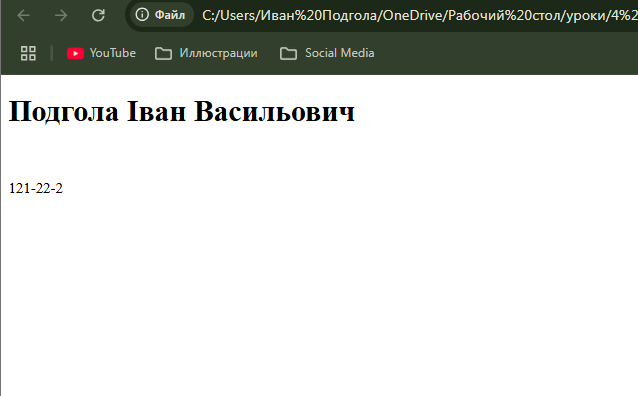 Файл C:/Users/Иван%20Подгола/OneDrive/Рабочий%20стол/уроки/4%2
YouTube Иллюстрации Social Media
Подгола Іван Васильович
121-22-2